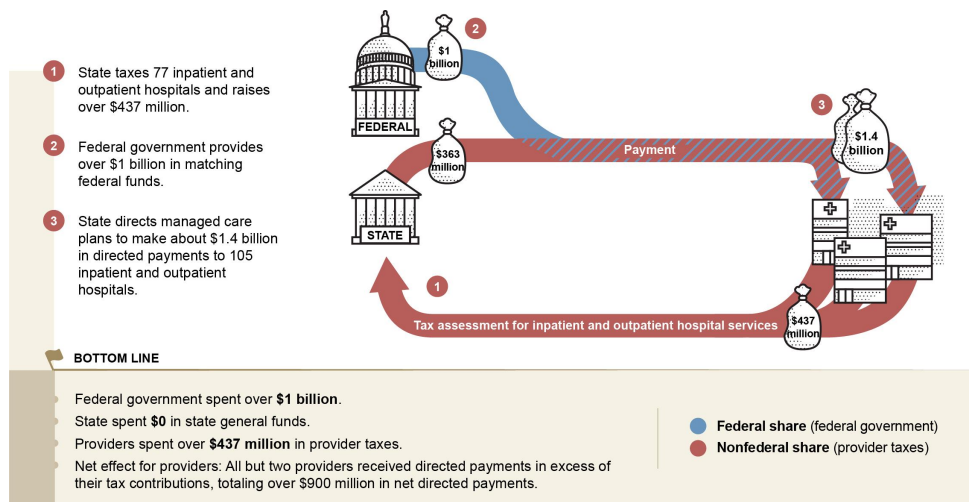 1
State taxes 77 inpatient and
outpatient hospitals and raises
over $437 million.
2
Federal government provides
over $1 billion in matching
federal funds.
3
State directs managed care
plans to make about $1.4 billion
in directed payments to 105
inpatient and outpatient
hospitals.
2
$1
billion
FEDERAL
3
$1.4
billion
$363
million
Payment
STATE
1
Tax assessment for inpatient and outpatient hospital services
$437
million
BOTTOM LINE
Federal government spent over $1 billion.
State spent $0 in state general funds.
Providers spent over $437 million in provider taxes.
Net effect for providers: All but two providers received directed payments in excess of
their tax contributions, totaling over $900 million in net directed payments.
Federal share (federal government)
Nonfederal share (provider taxes)